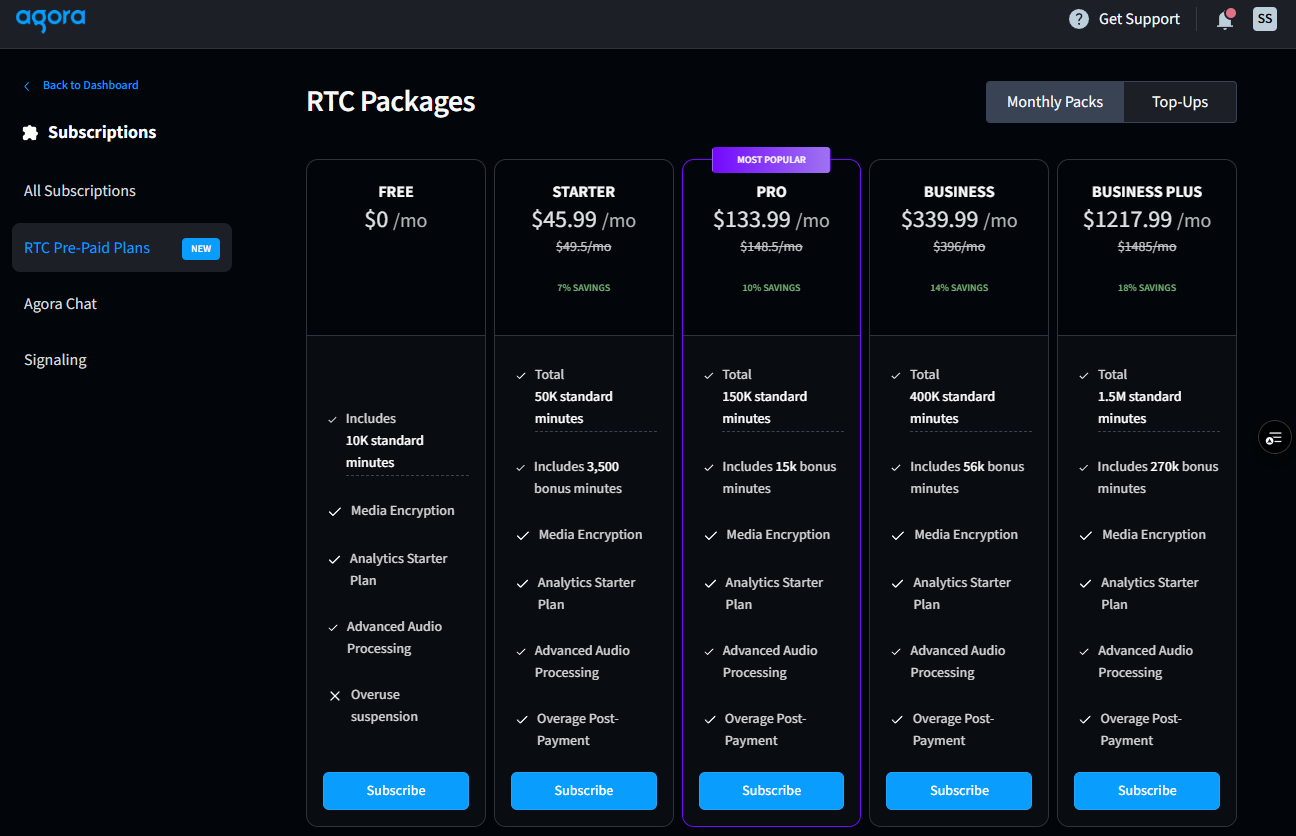 agora
? Get Support
SS
Back to Dashboard
Subscriptions
All Subscriptions
RTC Pre-Paid Plans NEW
Agora Chat
Signaling
RTC Packages
Monthly Packs
Top-Ups
FREE
$0 /mo
Includes
10K standard
minutes
Media Encryption
Analytics Starter
Plan
Advanced Audio
Processing
Overuse
suspension
Subscribe
STARTER
$45.99 /mo
$49.5/mo
7% SAVINGS
Total
50K standard
minutes
Includes 3,500
bonus minutes
Media Encryption
Analytics Starter
Plan
Advanced Audio
Processing
Overage Post-
Payment
Subscribe
MOST POPULAR
PRO
$133.99 /mo
$148.5/mo
10% SAVINGS
Total
150K standard
minutes
Includes 15k bonus
minutes
Media Encryption
Analytics Starter
Plan
Advanced Audio
Processing
Overage Post-
Payment
Subscribe
BUSINESS
$339.99 /mo
$396/mo
14% SAVINGS
Total
400K standard
minutes
Includes 56k bonus
minutes
Media Encryption
Analytics Starter
Plan
Advanced Audio
Processing
Overage Post-
Payment
Subscribe
BUSINESS PLUS
$1217.99 /mo
$1485/mo
18% SAVINGS
Total
1.5M standard
minutes
Includes 270k bonus
minutes
Media Encryption
Analytics Starter
Plan
Advanced Audio
Processing
Overage Post-
Payment
Subscribe